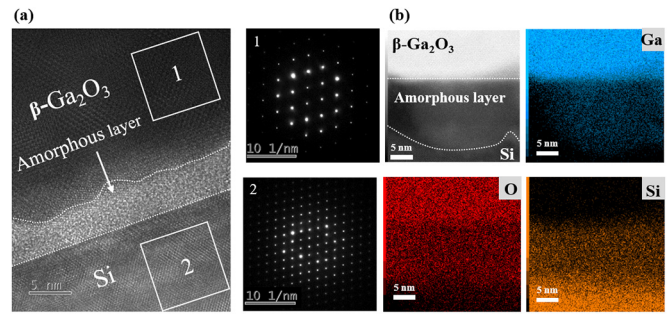 (a)
(b)
1
β-Ga2O3
Amorphous layer
Si
2
5 nm
1
10 1/nm
2
10 1/nm
β-Ga2O3
Amorphous layer
Si
5 nm
Ga
5 nm
O
5 nm
Si
5 nm